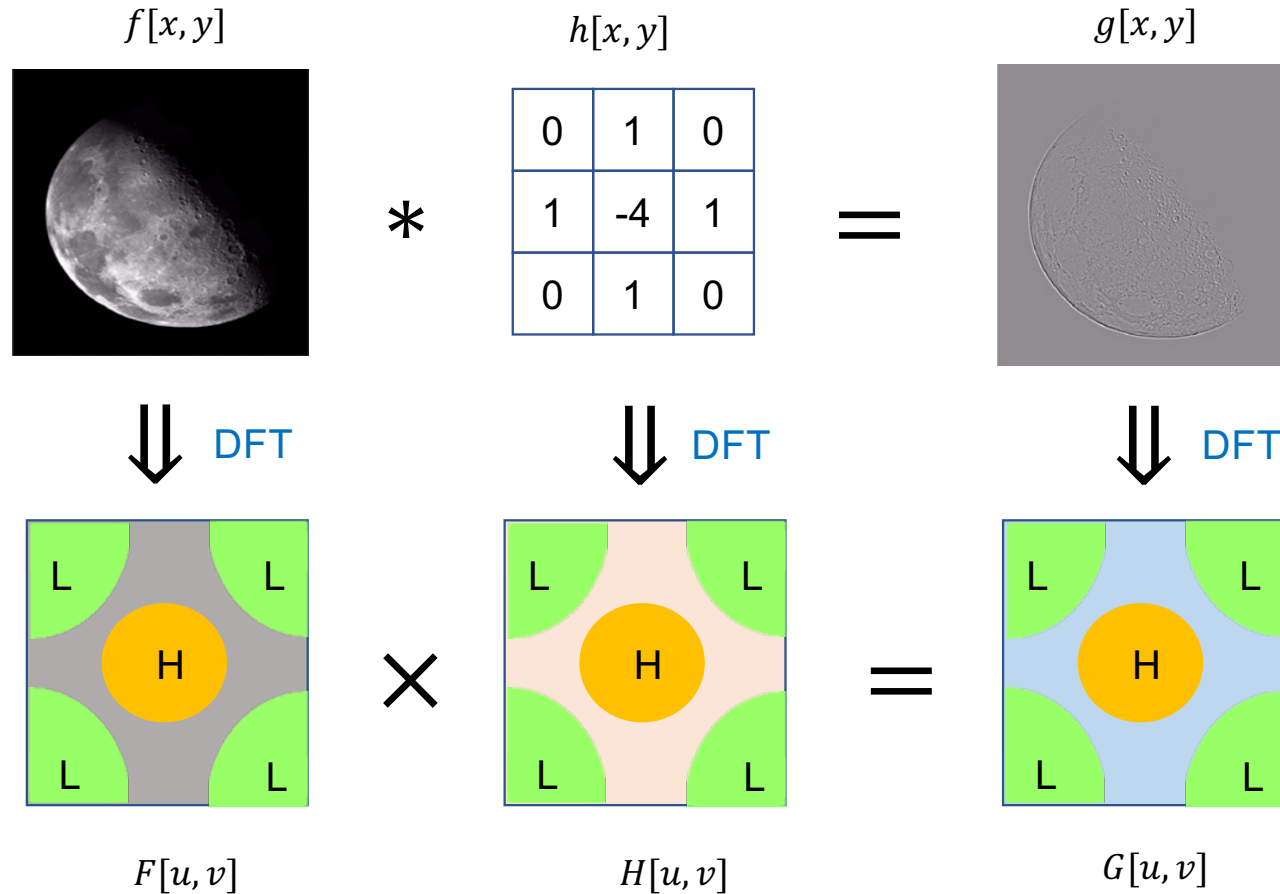 f[x, y] h[x, y] g[x, y]
0 1 0
* 1 -4 1 =
0 1 0
⇓ DFT ⇓ DFT ⇓ DFT
L L L L L L
H × H = H
L L L L L L
F[u, v] H[u, v] G[u, v]